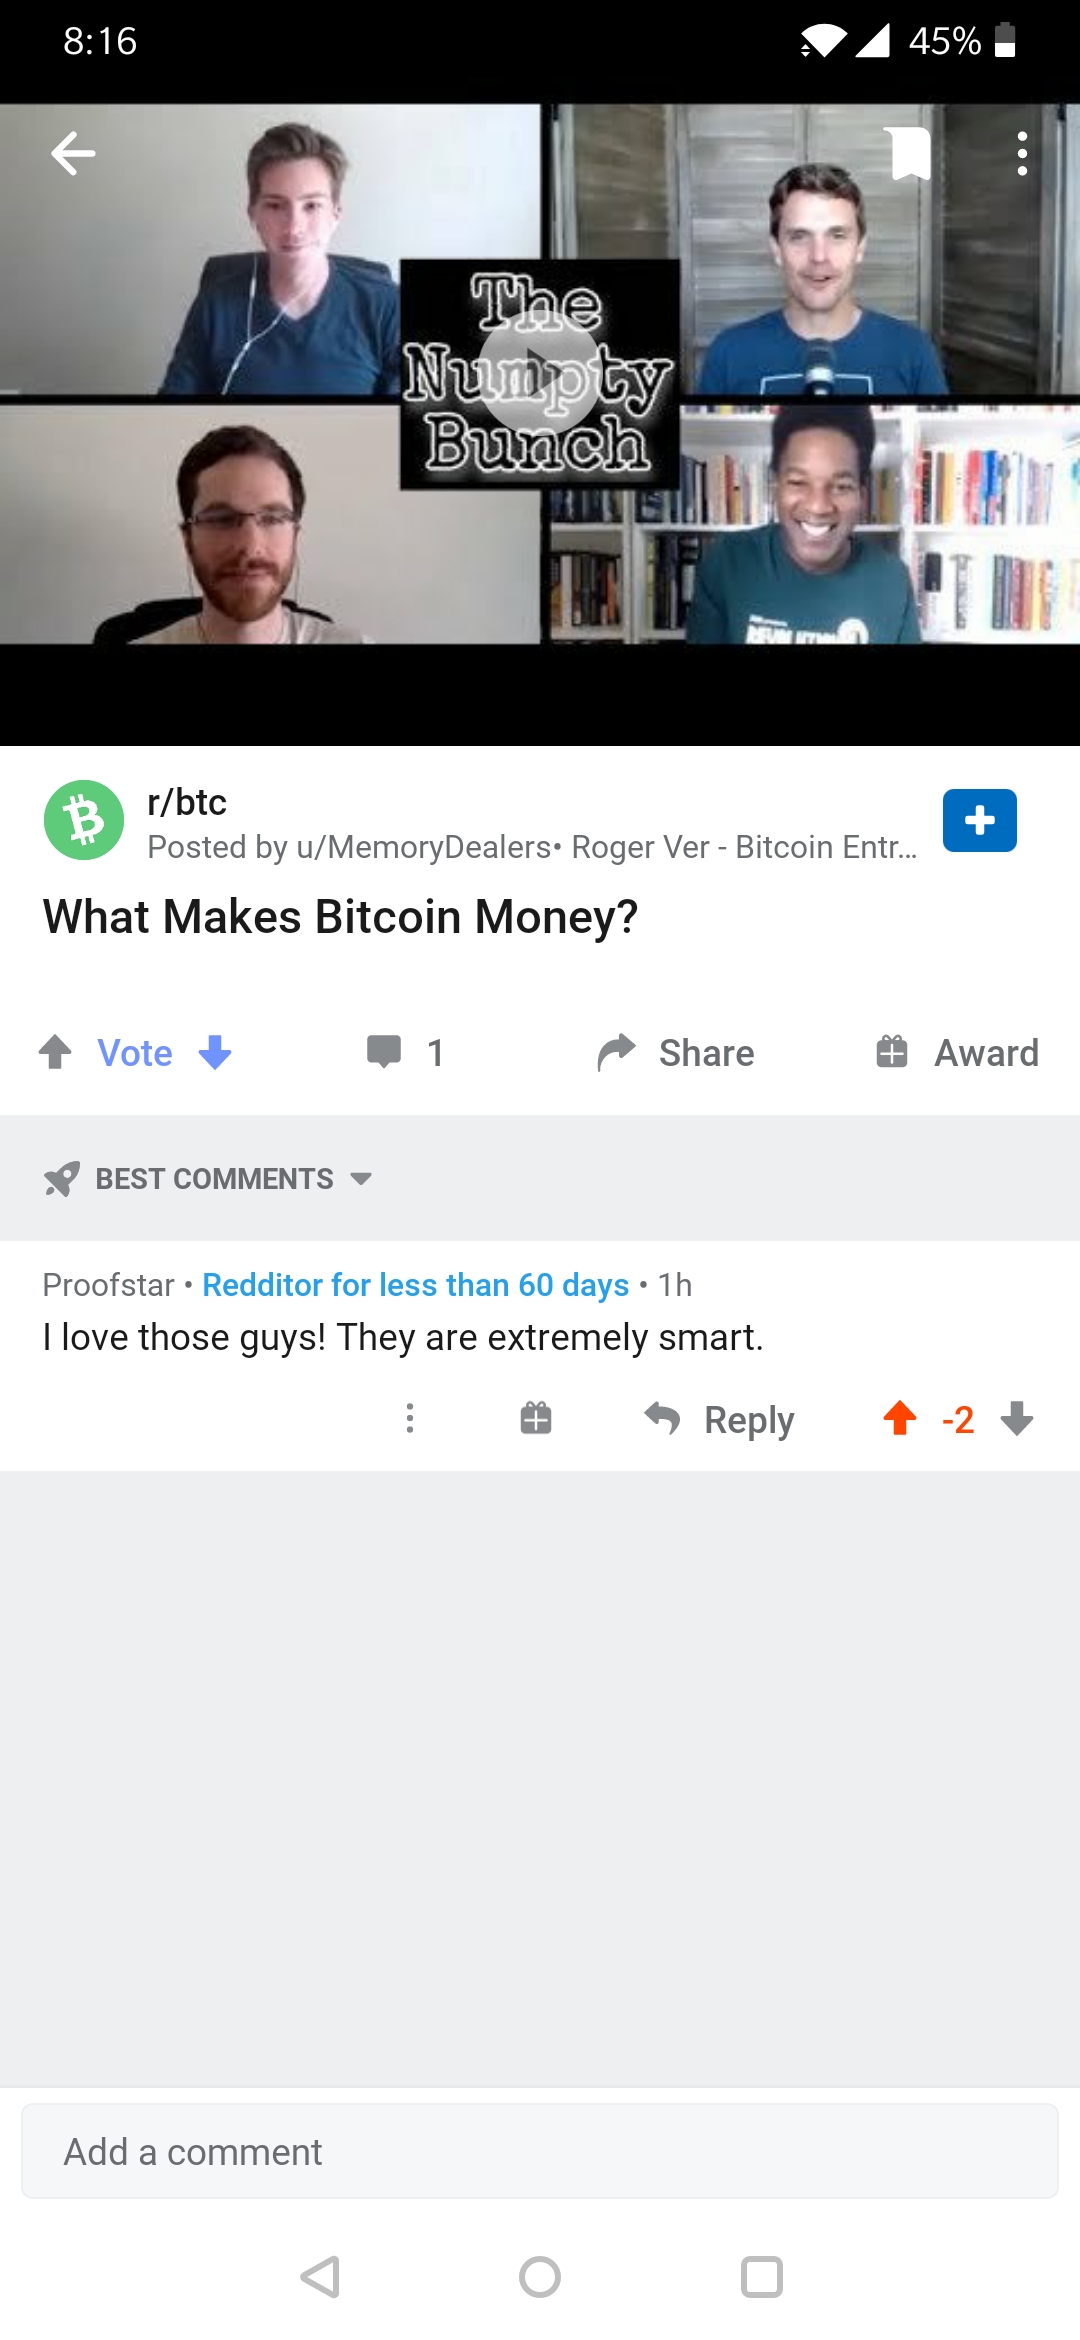 8:16
45%
The
Numpty
Bunch
r/btc
Posted by u/MemoryDealers• Roger Ver - Bitcoin Entr...
What Makes Bitcoin Money?
Vote
1
Share
Award
BEST COMMENTS
Proofstar • Redditor for less than 60 days • 1h
I love those guys! They are extremely smart.
Reply
-2
Add a comment